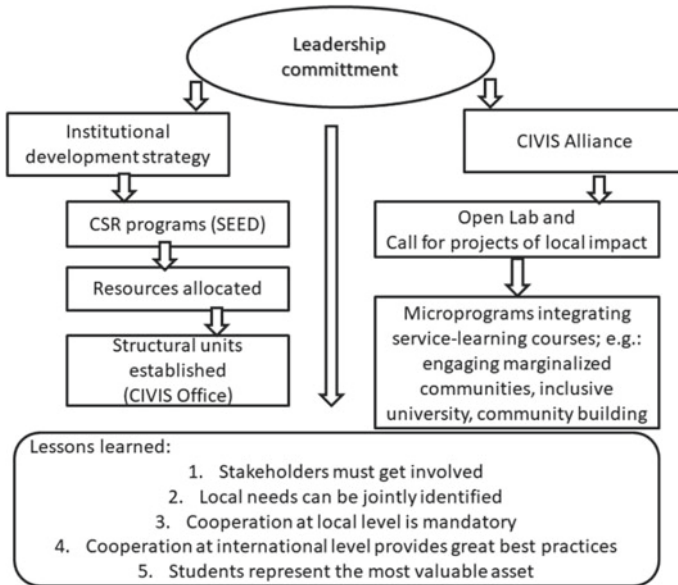 Leadership
committment
Institutional
development strategy
CSR programs (SEED)
Resources allocated
Structural units
established
(CIVIS Office)
CIVIS Alliance
Open Lab and
Call for projects of local impact
Microprograms integrating
service-learning courses; e.g.:
engaging marginalized
communities, inclusive
university, community building
Lessons learned:
1. Stakeholders must get involved
2. Local needs can be jointly identified
3. Cooperation at local level is mandatory
4. Cooperation at international level provides great best practices
5. Students represent the most valuable asset